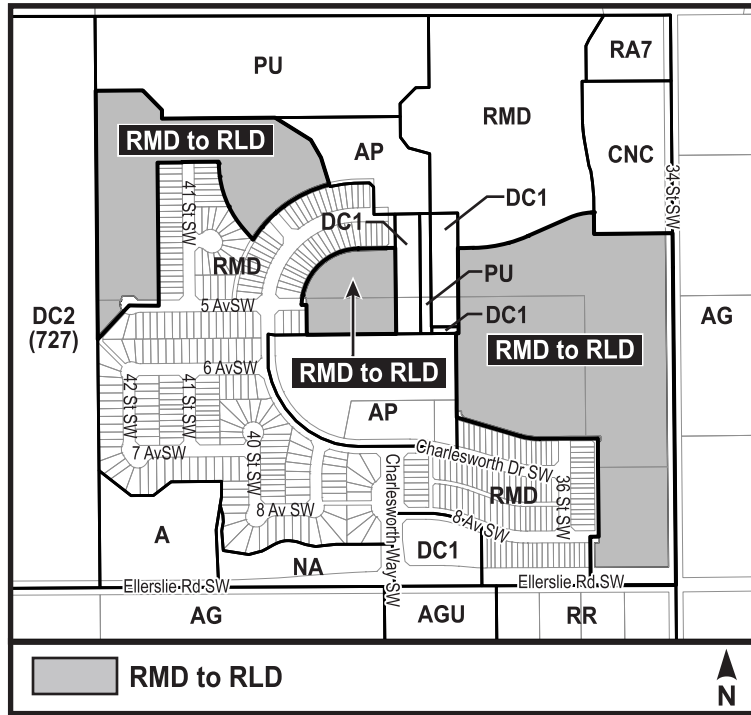 PU
RA7
RMD
RMD to RLD
AP
CNC
34 St SW
41 St SW
DC1
DC1
RMD
PU
5 Av SW
DC1
DC2
(727)
AG
RMD to RLD
6 Av SW
RMD to RLD
42 St SW
41 St SW
AP
40 St SW
7 Av SW
Charlesworth Dr SW
Charlesworth Way SW
RMD
36 St SW
8 Av SW
8 Av SW
A
DC1
NA
Ellerslie Rd SW
Ellerslie Rd SW
AG
AGU
RR
RMD to RLD
N